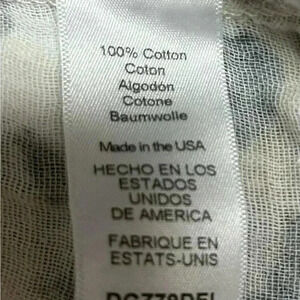 100% Cotton
Coton
Algodón
Cotone
Baumwolle
Made in the USA
HECHO EN LOS
ESTADOS
UNIDOS
DE AMERICA
FABRIQUE EN
ESTATS-UNIS